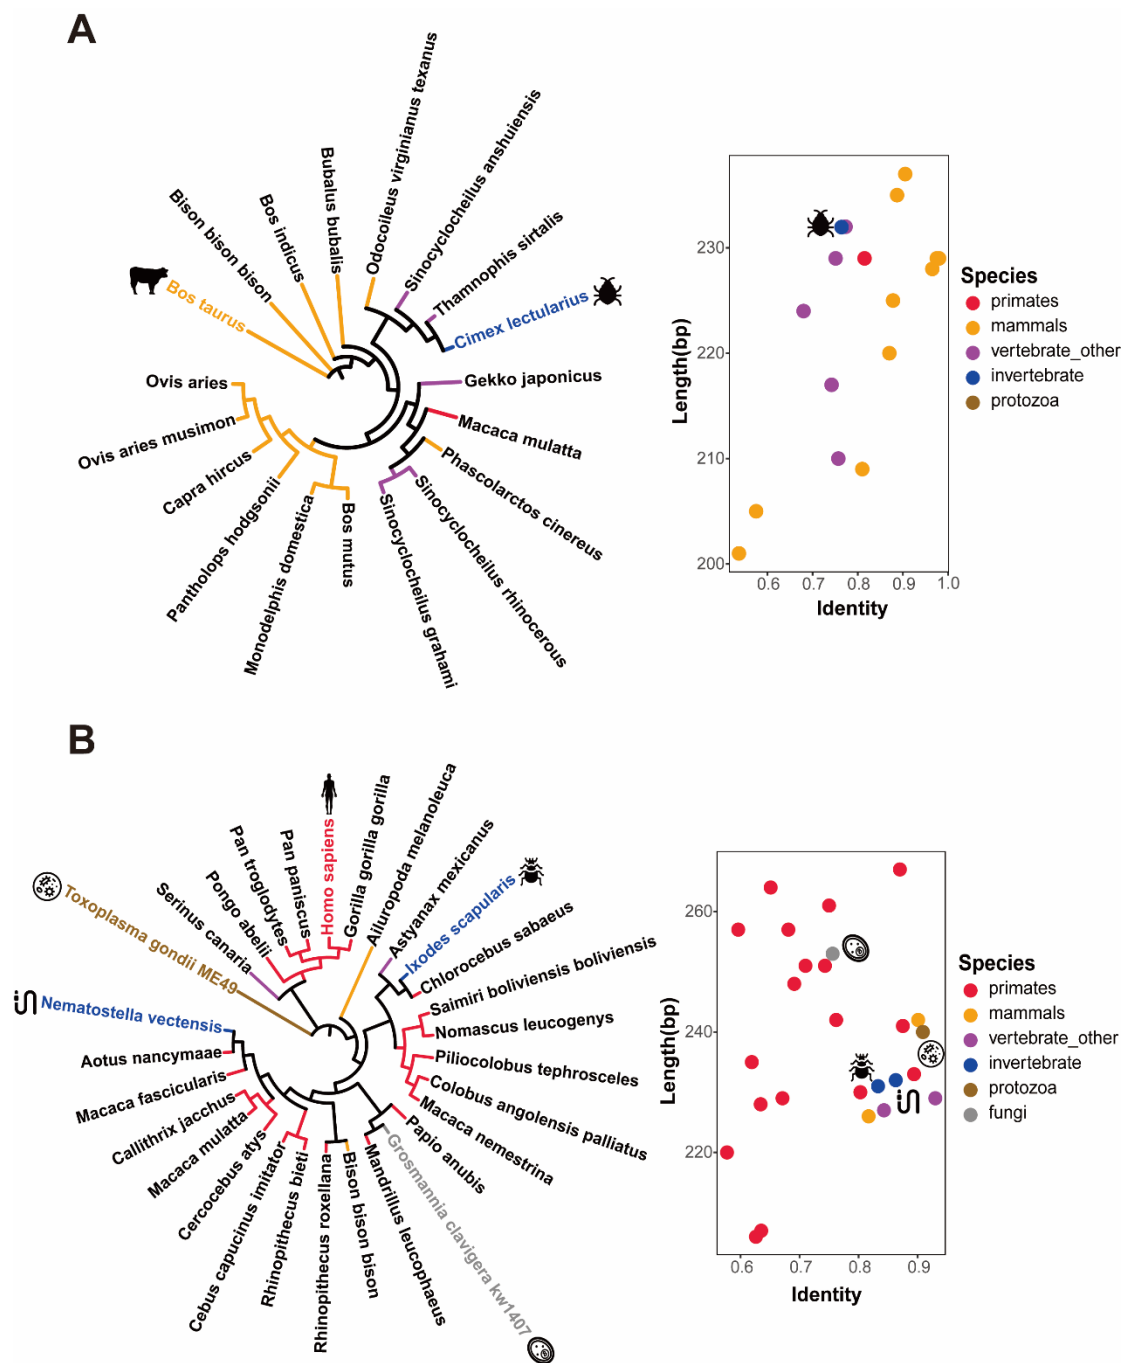 A
Odocoileus virginianus texanus
Sinocyclocheilus anshuiensis
Bubalus bubalis
Bos indicus
Bison bison bison
Bos taurus
Thamnophis sirtalis
Cimex lectularius
Ovis aries
Ovis aries musimon
Capra hircus
Pantholops hodgsonii
Monodelphis domestica
Bos mutus
Gekko japonicus
Macaca mulatta
Phascolarctos cinereus
Sinocyclocheilus rhinocerous
Sinocyclocheilus grahami
Length(bp)
230
220
210
200
0.6 0.7 0.8 0.9 1.0
Identity
Species
primates
mammals
vertebrate_other
invertebrate
protozoa
B
Toxoplasma gondii ME49
Serinus canaria
Pongo abelii
Pan troglodytes
Pan paniscus
Homo sapiens
Gorilla gorilla gorilla
Ailuropoda melanoleuca
Astyanax mexicanus
Ixodes scapularis
Chlorocebus sabaeus
Saimiri boliviensis boliviensis
Nomascus leucogenys
Piliocolobus tephrosceles
Colobus angolensis palliatus
Macaca nemestrina
Papio anubis
Grosmannia clavigera kw1407
Mandrillus leucophaeus
Bison bison bison
Rhinopithecus roxellana
Rhinopithecus bieti
Cebus capucinus imitator
Cercocebus atys
Macaca mulatta
Callithrix jacchus
Macaca fascicularis
Aotus nancymaae
Nematostella vectensis
Length(bp)
260
240
220
0.6 0.7 0.8 0.9
Identity
Species
primates
mammals
vertebrate_other
invertebrate
protozoa
fungi